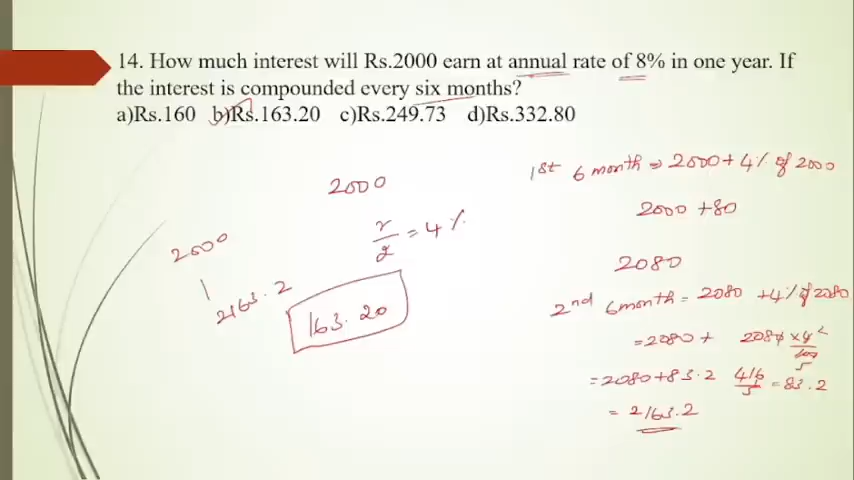 14. How much interest will Rs.2000 earn at annual rate of 8% in one year. If
the interest is compounded every six months?
a)Rs.160 b)Rs.163.20 c)Rs.249.73 d)Rs.332.80
2000
r/2 = 4%
2000
2163.2
163.20
1st 6 month => 2000+4% of 2000
2000 +80
2080
2nd 6month = 2080 +4% of 2080
=2080+ 2080 x4/100
5
=2080+83.2 416/5 =83.2
= 2163.2